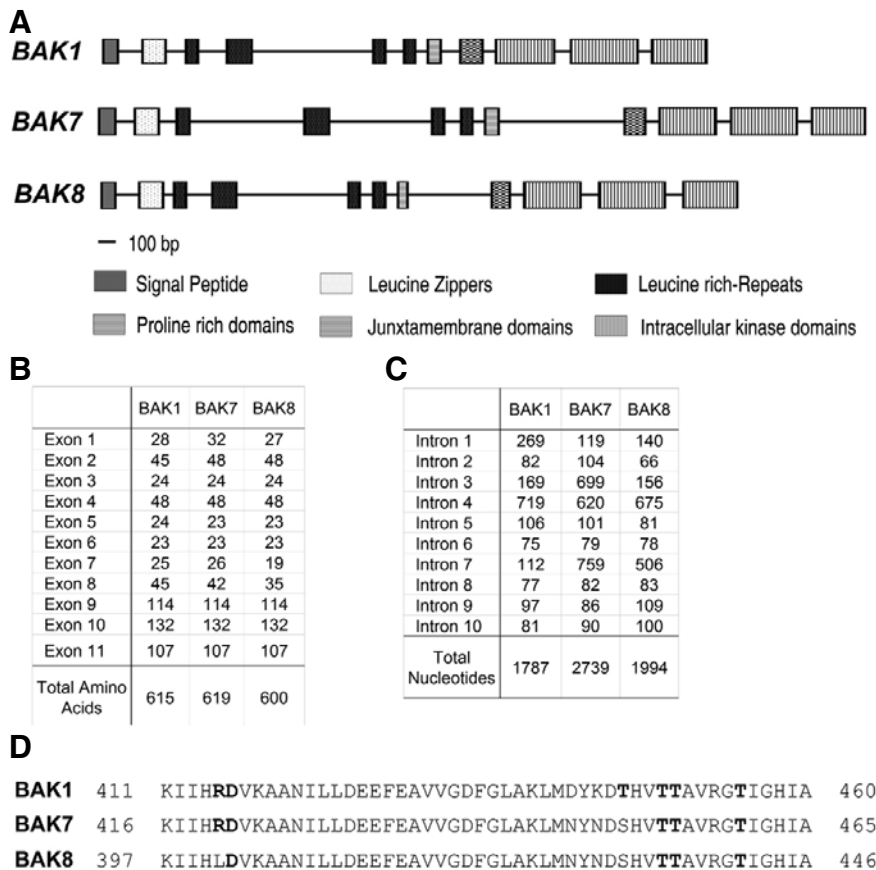 A
BAK1
BAK7
BAK8
100 bp
Signal Peptide
Leucine Zippers
Leucine rich-Repeats
Proline rich domains
Junxtamembrane domains
Intracellular kinase domains
B
BAK1 BAK7 BAK8
Exon 1 28 32 27
Exon 2 45 48 48
Exon 3 24 24 24
Exon 4 48 48 48
Exon 5 24 23 23
Exon 6 23 23 23
Exon 7 25 26 19
Exon 8 45 42 35
Exon 9 114 114 114
Exon 10 132 132 132
Exon 11 107 107 107
Total Amino
Acids
615 619 600
C
BAK1 BAK7 BAK8
Intron 1 269 119 140
Intron 2 82 104 66
Intron 3 169 699 156
Intron 4 719 620 675
Intron 5 106 101 81
Intron 6 75 79 78
Intron 7 112 759 506
Intron 8 77 82 83
Intron 9 97 86 109
Intron 10 81 90 100
Total
Nucleotides
1787 2739 1994
D
BAK1 411 KIIHRDVKAANILLDEEFEAVVGDFGLAKLMDYKDTHVTTAVRGTIGHIA 460
BAK7 416 KIIHRDVKAANILLDEEFEAVVGDFGLAKLMNYNDSHVTTAVRGTIGHIA 465
BAK8 397 KIIHLDVKAANILLDEEFEAVVGDFGLAKLMNYNDSHVTTAVRGTIGHIA 446